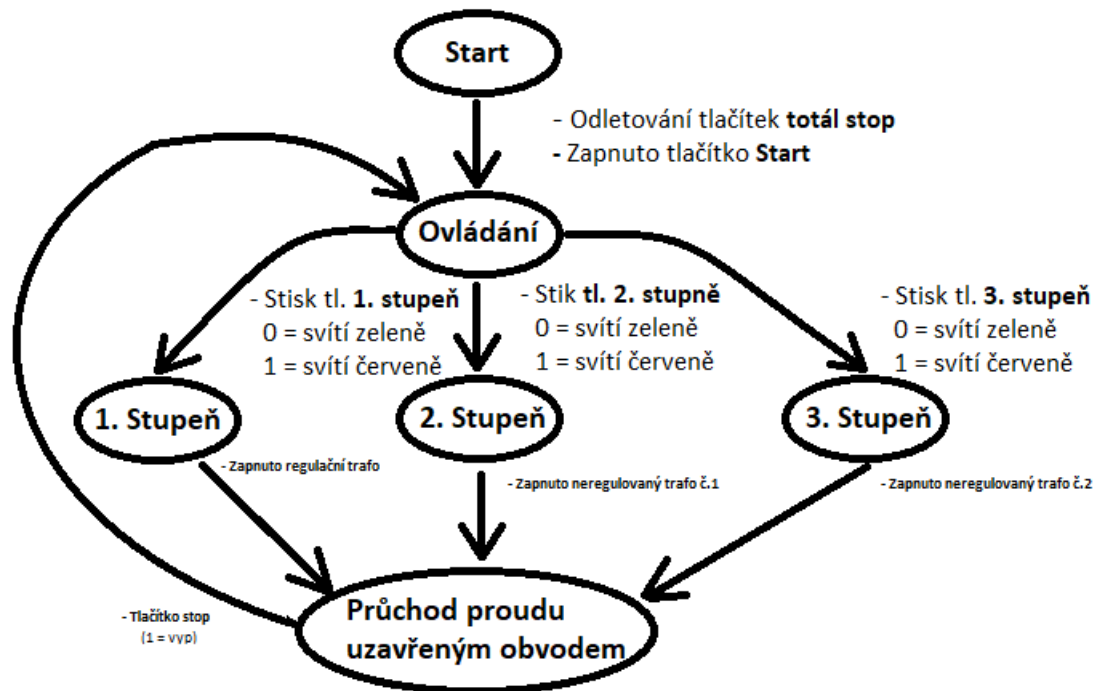 Start
- Odletování tlačítek totál stop
- Zapnuto tlačítko Start
Ovládání
- Stisk tl. 1. stupeň
0 = svítí zeleně
1 = svítí červeně
- Stik tl. 2. stupně
0 = svítí zeleně
1 = svítí červeně
- Stisk tl. 3. stupeň
0 = svítí zeleně
1 = svítí červeně
1. Stupeň
2. Stupeň
3. Stupeň
- Zapnuto regulační trafo
- Zapnuto neregulovaný trafo č.1
- Zapnuto neregulovaný trafo č.2
- Tlačítko stop
(1 = vyp)
Průchod proudu
uzavřeným obvodem